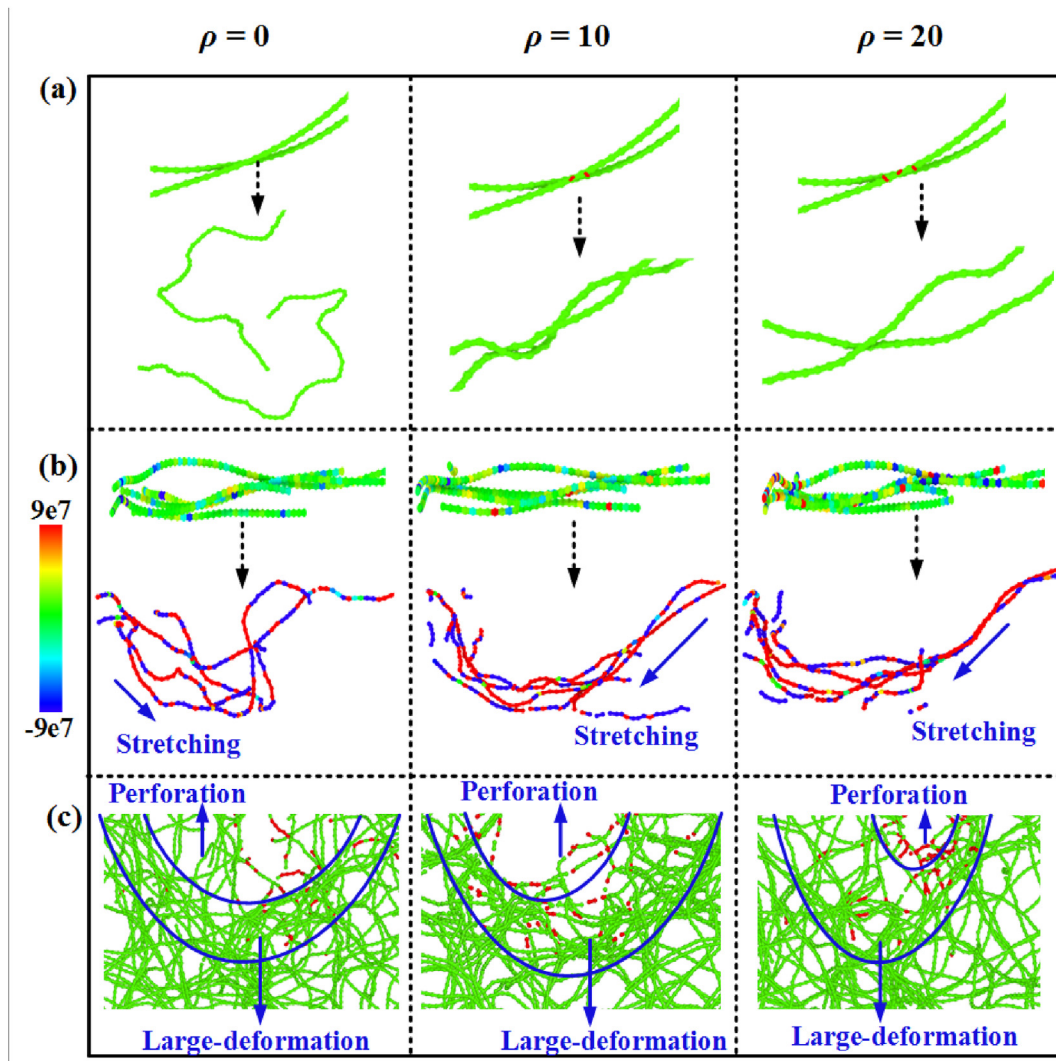 ρ = 0
ρ = 10
ρ = 20
(a)
(b)
9e7
-9e7
Stretching
Stretching
Stretching
(c)
Perforation
Perforation
Perforation
Large-deformation
Large-deformation
Large-deformation